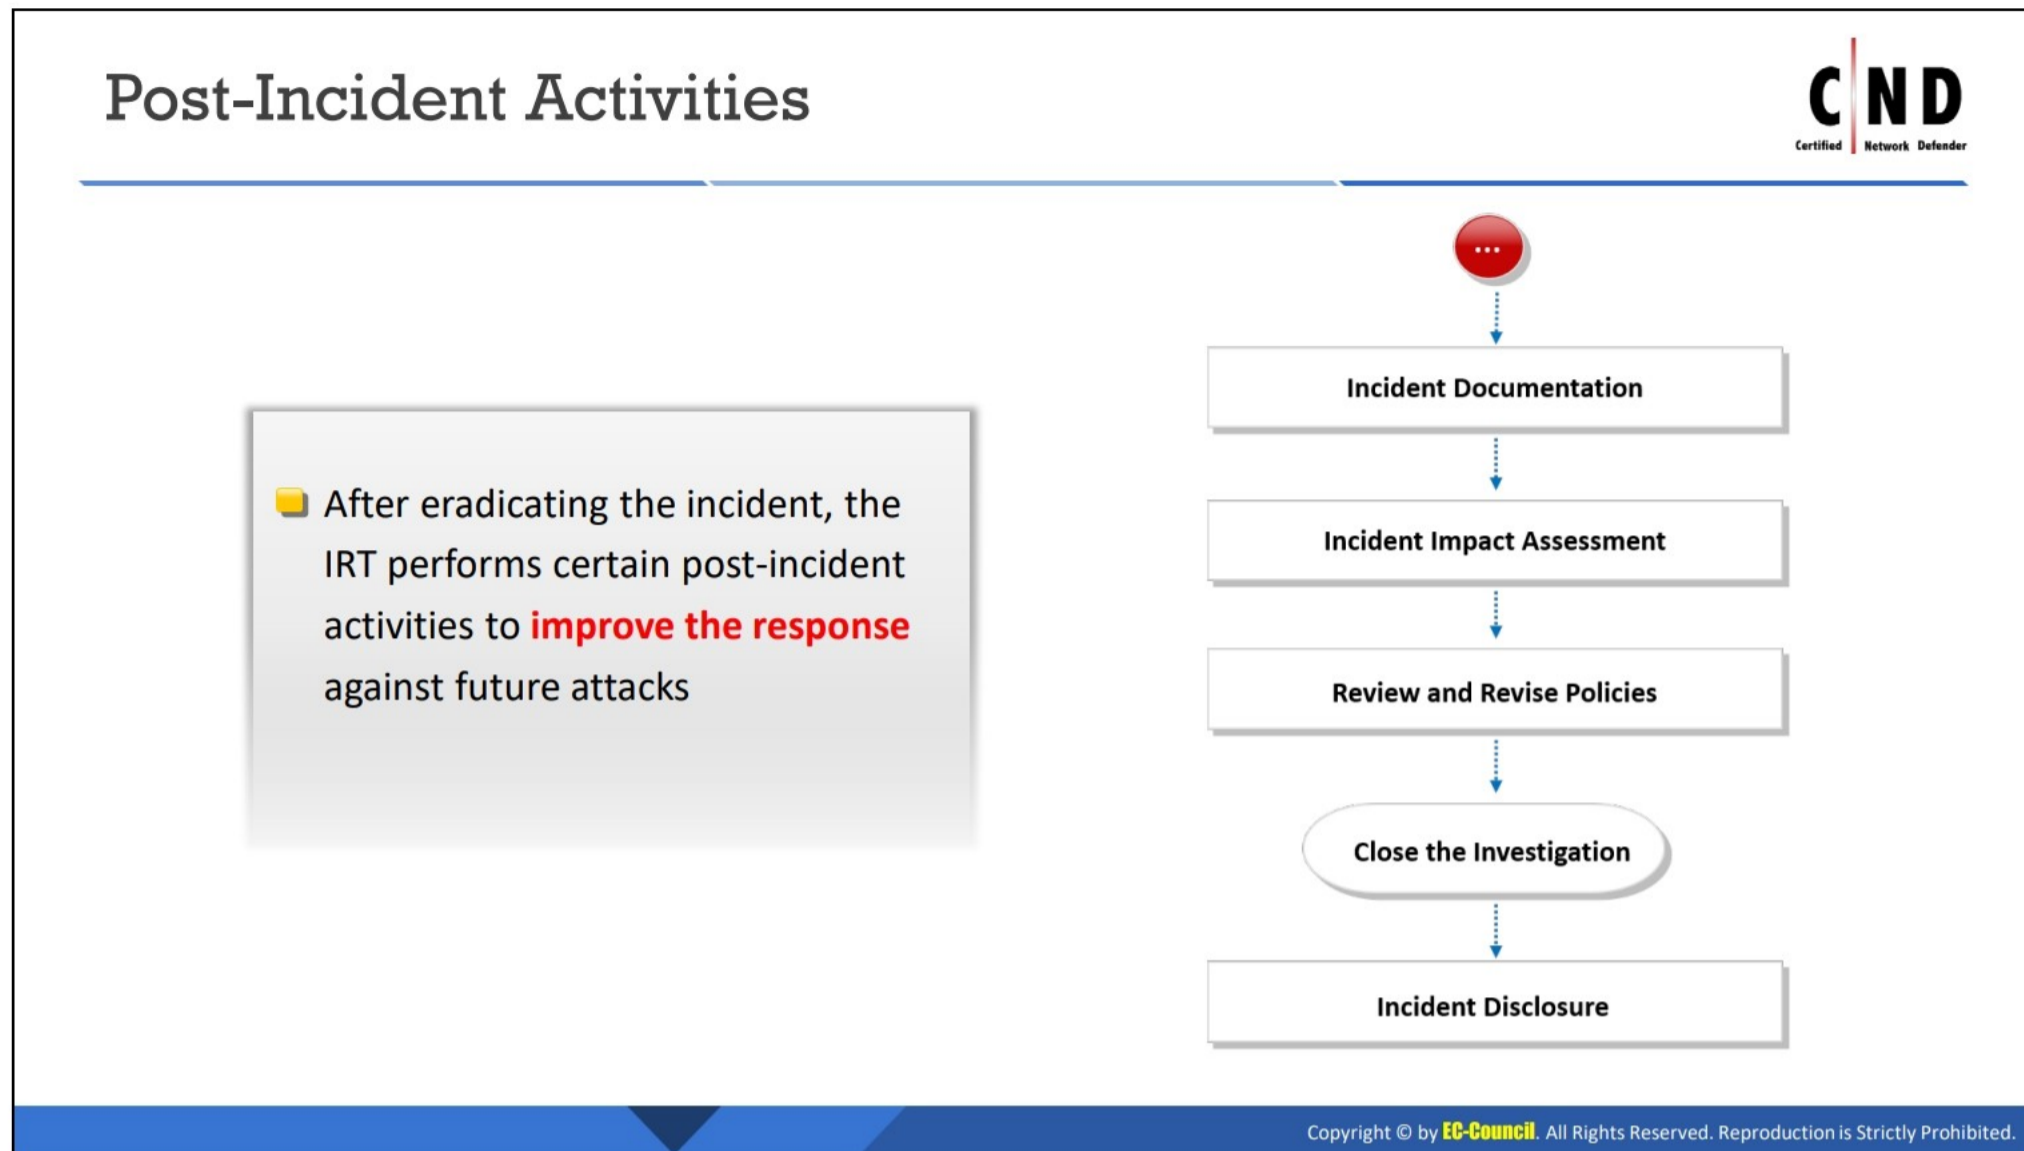 Post-Incident Activities
C ND
Certified Network Defender
After eradicating the incident, the
IRT performs certain post-incident
activities to improve the response
against future attacks
...
Incident Documentation
Incident Impact Assessment
Review and Revise Policies
Close the Investigation
Incident Disclosure
Copyright © by EC-Council. All Rights Reserved. Reproduction is Strictly Prohibited.